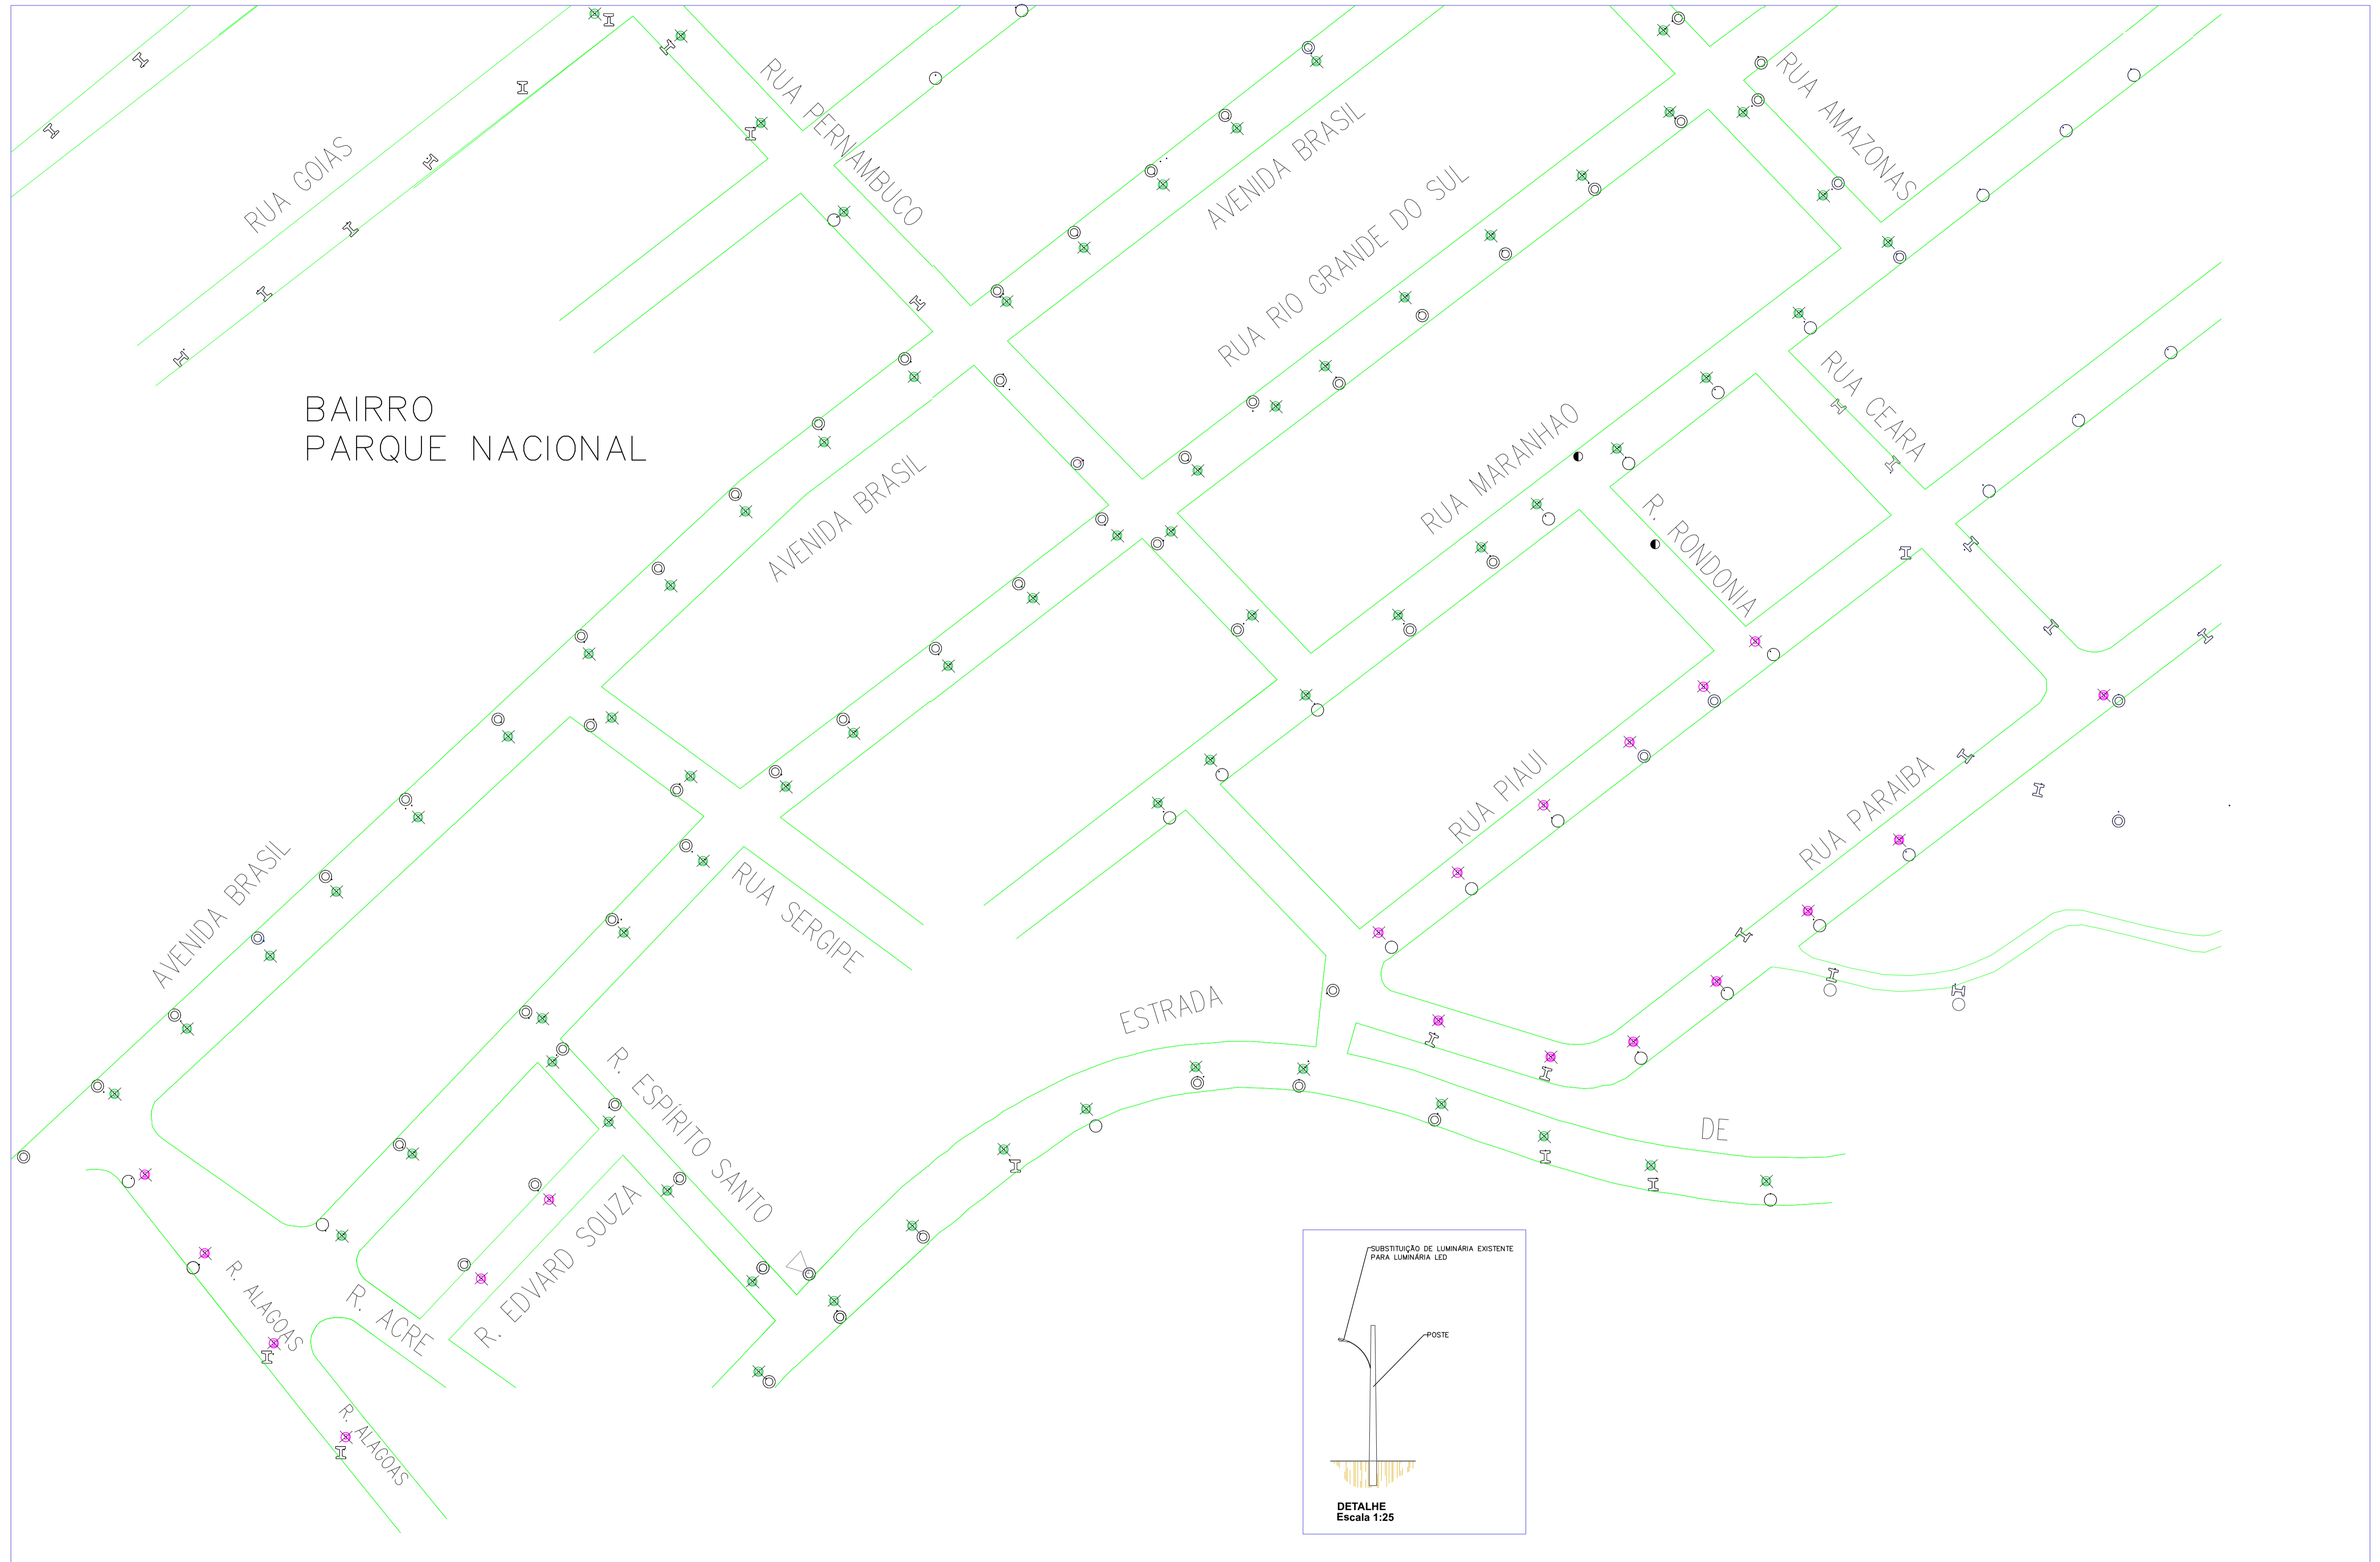 RUA PERNAMBUCO
RUA AMAZONAS
RUA GOIAS
AVENIDA BRASIL
RUA RIO GRANDE DO SUL
BAIRRO
PARQUE NACIONAL
RUA CEARA
RUA MARANHAO
AVENIDA BRASIL
R. RONDONIA
RUA PIAUI
RUA PARAIBA
AVENIDA BRASIL
RUA SERGIPE
ESTRADA
R. ESPÍRITO SANTO
DE
R. EDVARD SOUZA
R. ALAGOAS
R. ACRE
R. ALAGOAS
SUBSTITUIÇÃO DE LUMINÁRIA EXISTENTE
PARA LUMINÁRIA LED
POSTE
DETALHE
Escala 1:25